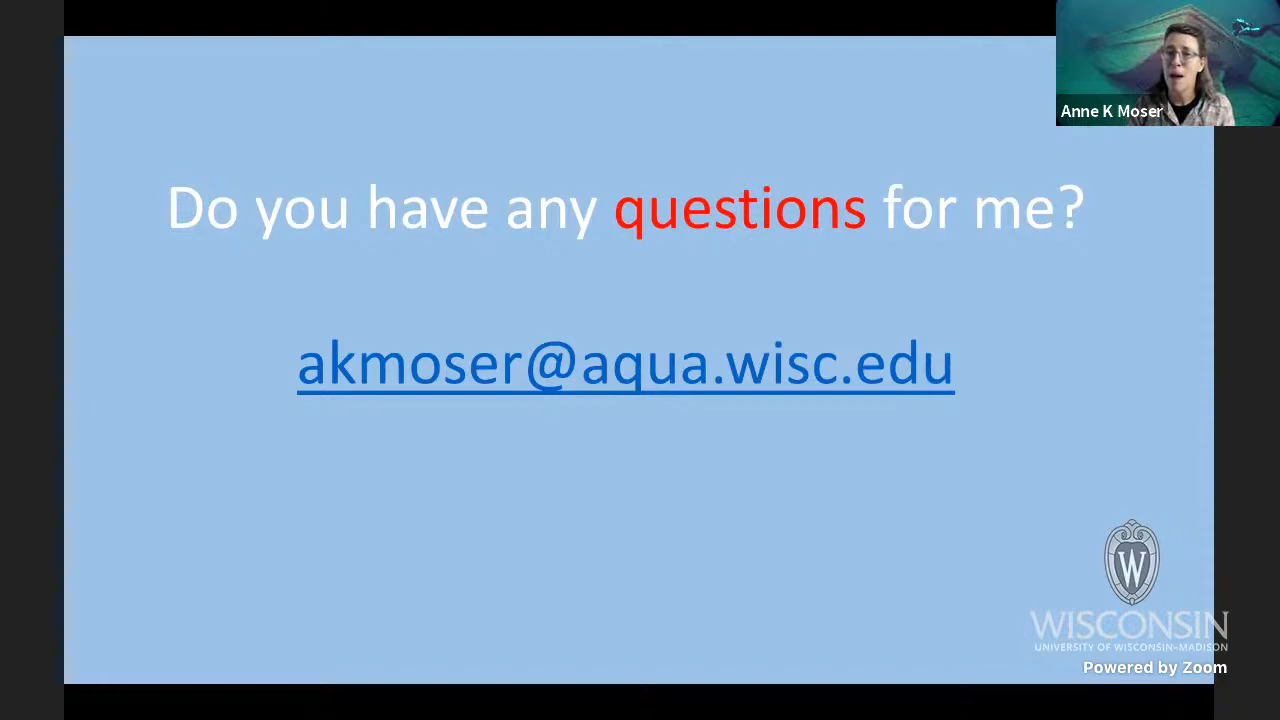 Anne K Moser
Do you have any questions for me?
akmoser@aqua.wisc.edu
W
WISCONSIN
UNIVERSITY OF WISCONSIN–MADISON
Powered by Zoom